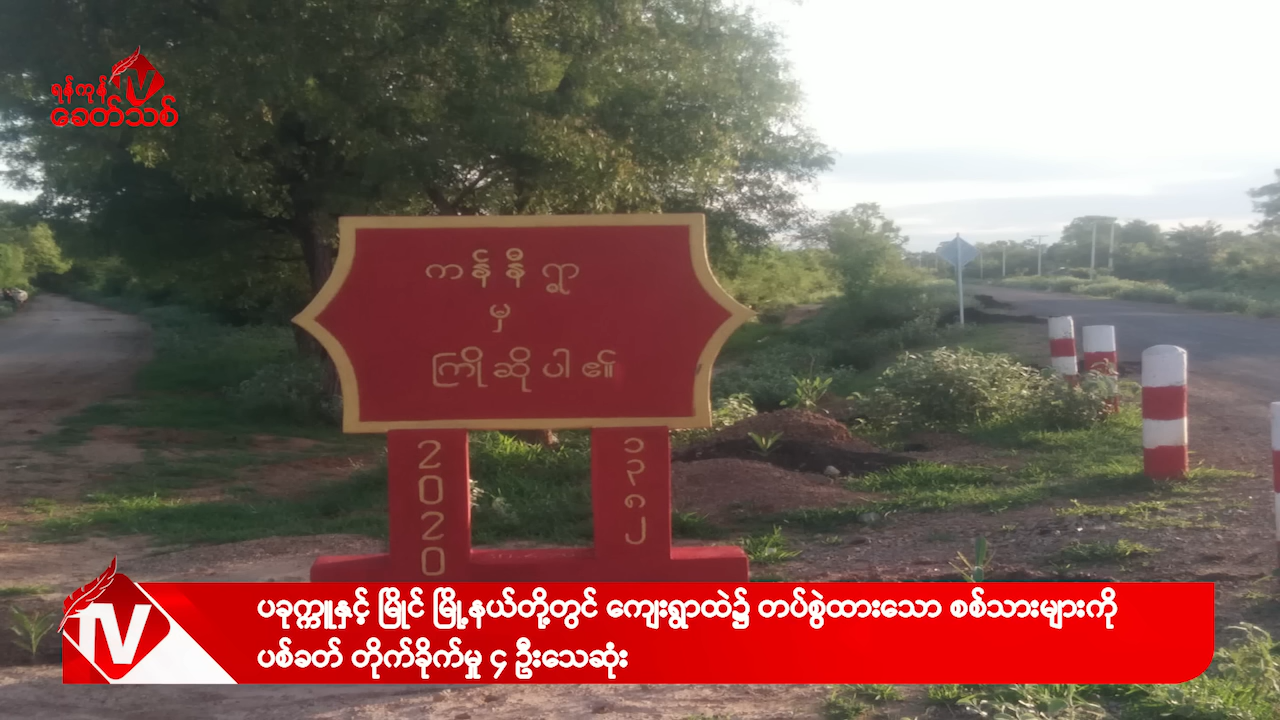 ရန်ကုန်
TV
ခေတ်သစ်
ကန်နီရွာ
မှ
ကြိုဆိုပါ၏
2020
၁၃၈၂
TV
ပခုက္ကူနှင့် မြိုင် မြို့နယ်တို့တွင် ကျေးရွာထဲ၌ တပ်စွဲထားသော စစ်သားများကို
ပစ်ခတ် တိုက်ခိုက်မှု ၄ ဦးသေဆုံး